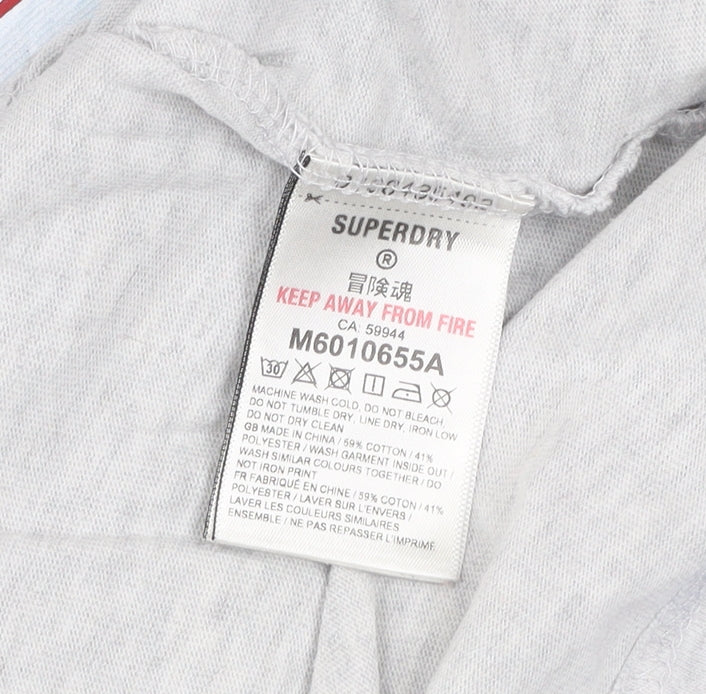 SUPERDRY
®
冒険魂
KEEP AWAY FROM FIRE
CA: 59944
M6010655A
30
MACHINE WASH COLD, DO NOT BLEACH,
DO NOT TUMBLE DRY, LINE DRY, IRON LOW
DO NOT DRY CLEAN
GB MADE IN CHINA / 59% COTTON / 41%
POLYESTER / WASH GARMENT INSIDE OUT /
WASH SIMILAR COLOURS TOGETHER / DO
NOT IRON PRINT
FR FABRIQUÉ EN CHINE / 59% COTON / 41%
POLYESTER / LAVER SUR L'ENVERS /
LAVER LES COULEURS SIMILAIRES
ENSEMBLE / NE PAS REPASSER L'IMPRIMÉ